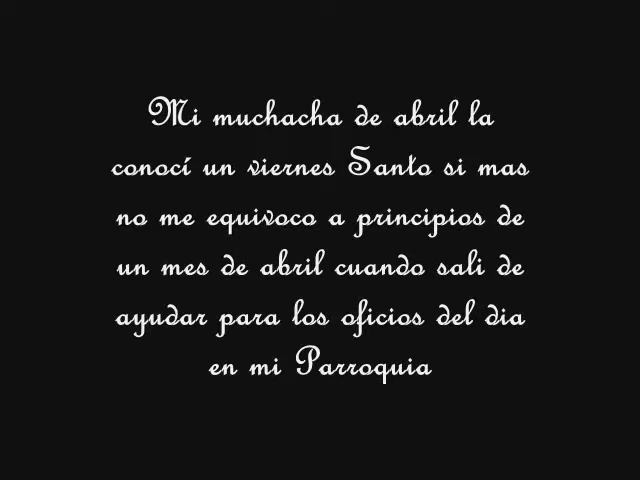 Mi muchacha de abril la
conocí un viernes Santo si mas
no me equivoco a principios de
un mes de abril cuando sali de
ayudar para los oficios del dia
en mi Parroquia